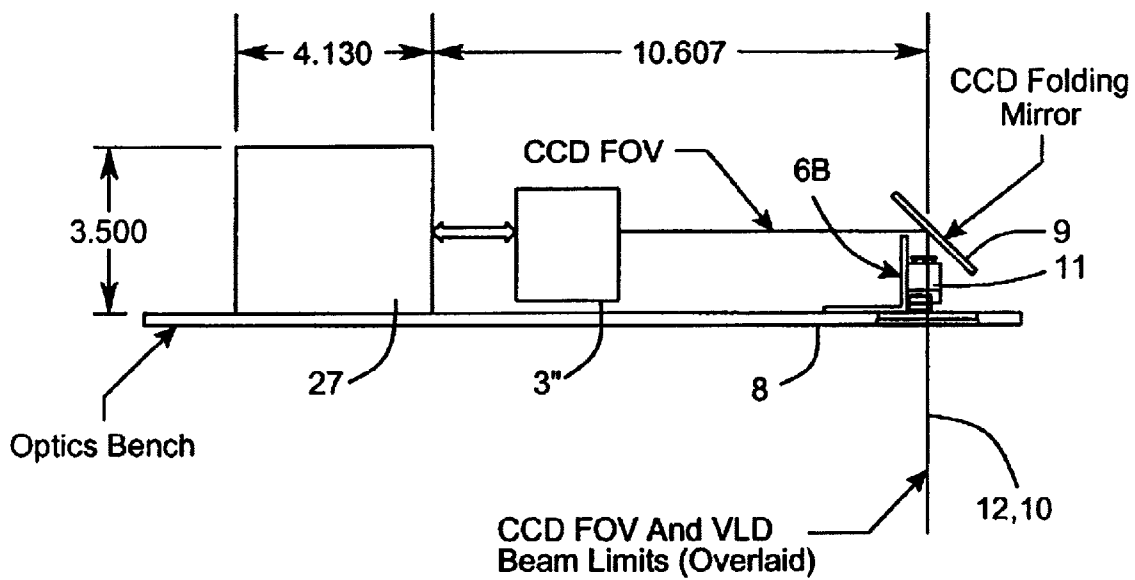 4.130
10.607
CCD Folding
Mirror
CCD FOV
6B
3.500
9
11
27
3"
8
Optics Bench
12,10
CCD FOV And VLD
Beam Limits (Overlaid)